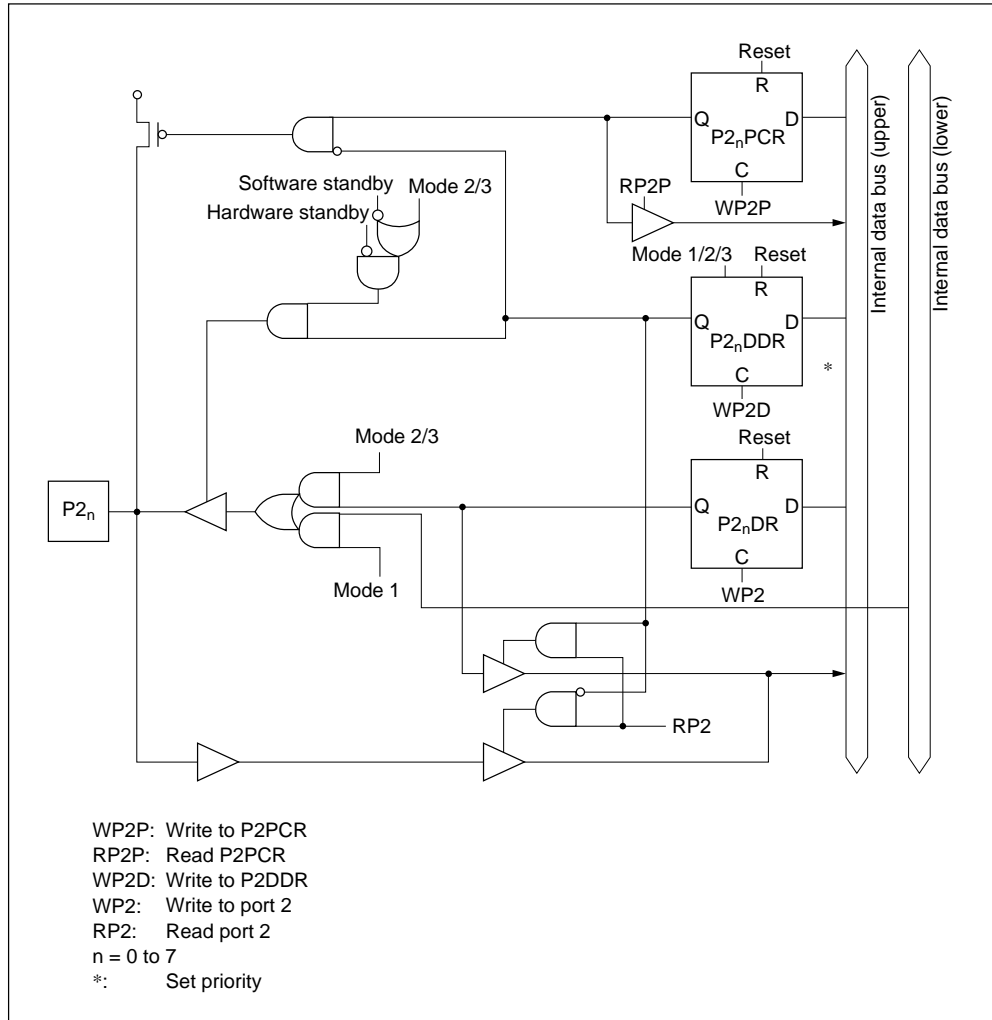 Reset
R
Q
D
P2nPCR
C
WP2P
RP2P
Software standby
Mode 2/3
Hardware standby
Mode 1/2/3
Reset
R
Q
D
P2nDDR
C
*
WP2D
Mode 2/3
Reset
R
P2n
Q
D
P2nDR
C
WP2
Mode 1
RP2
Internal data bus (upper)
Internal data bus (lower)
WP2P: Write to P2PCR
RP2P: Read P2PCR
WP2D: Write to P2DDR
WP2: Write to port 2
RP2: Read port 2
n = 0 to 7
*: Set priority